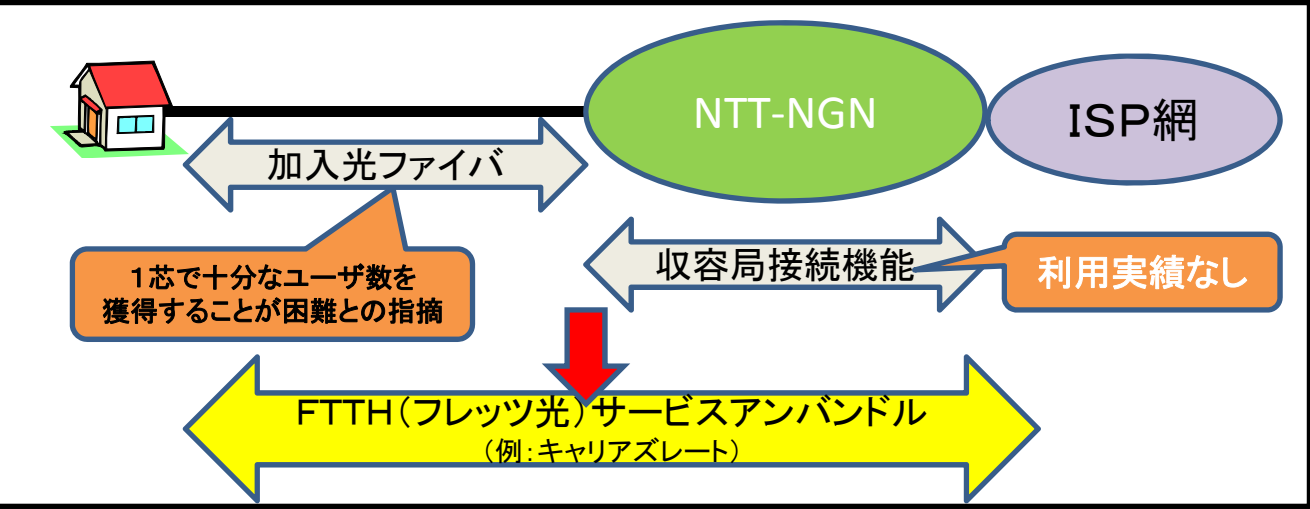 NTT-NGN
ISP網
加入光ファイバ
収容局接続機能
1芯で十分なユーザ数を
獲得することが困難との指摘
利用実績なし
FTTH(フレッツ光)サービスアンバンドル
(例:キャリアズレート)